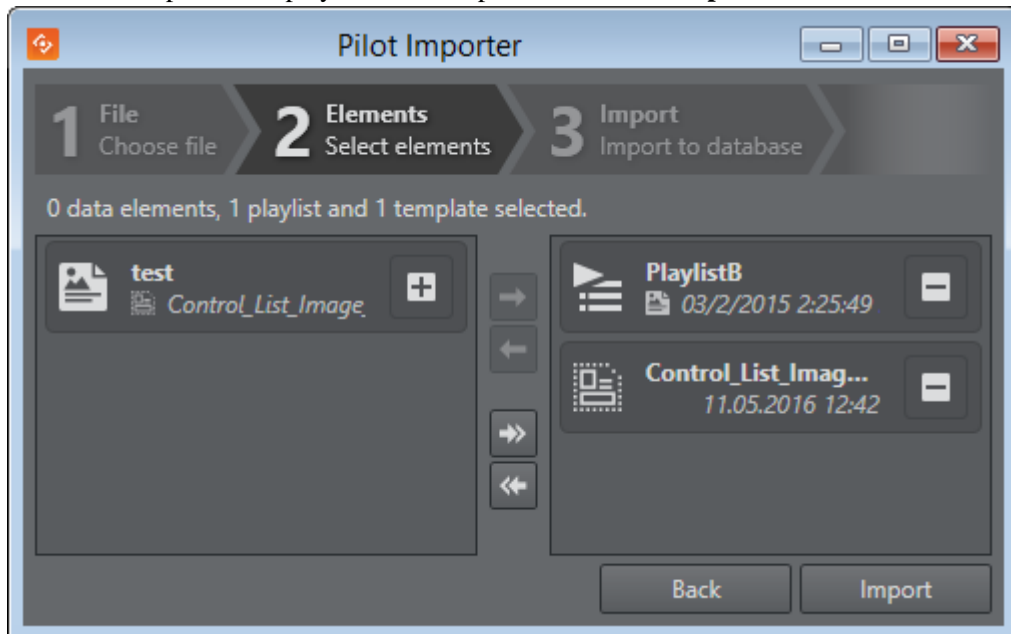 Pilot Importer
1 File
Choose file
2 Elements
Select elements
3 Import
Import to database
0 data elements, 1 playlist and 1 template selected.
test
Control_List_Image_
PlaylistB
03/2/2015 2:25:49
Control_List_Imag...
11.05.2016 12:42
Back
Import